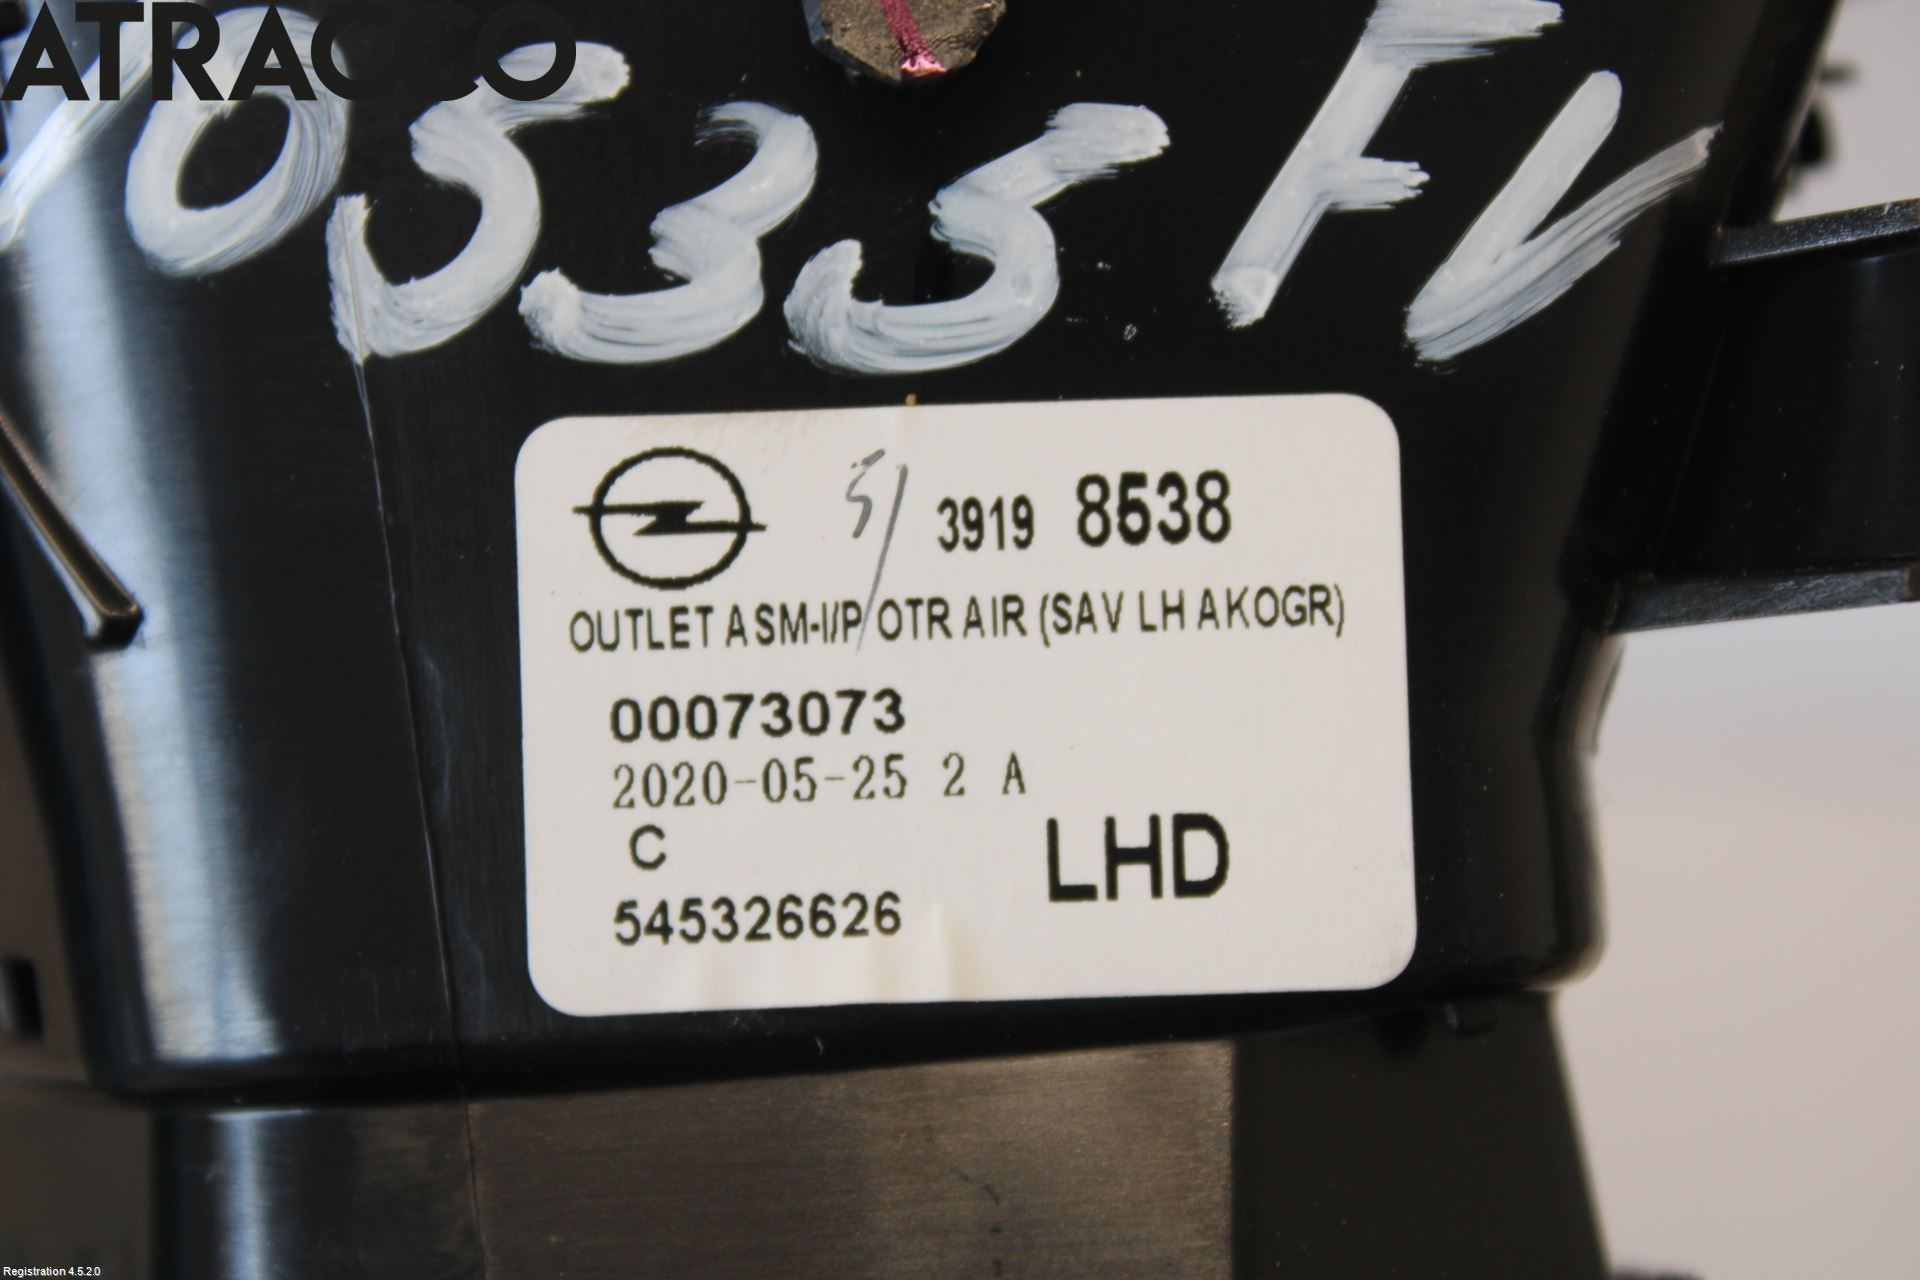 ATRACCO
0535 FV
5/ 3919 8538
OUTLET ASM-I/P OTR AIR (SAV LH AKOGR)
00073073
2020-05-25 2 A
C
LHD
545326626
Registration 4.5.2.0